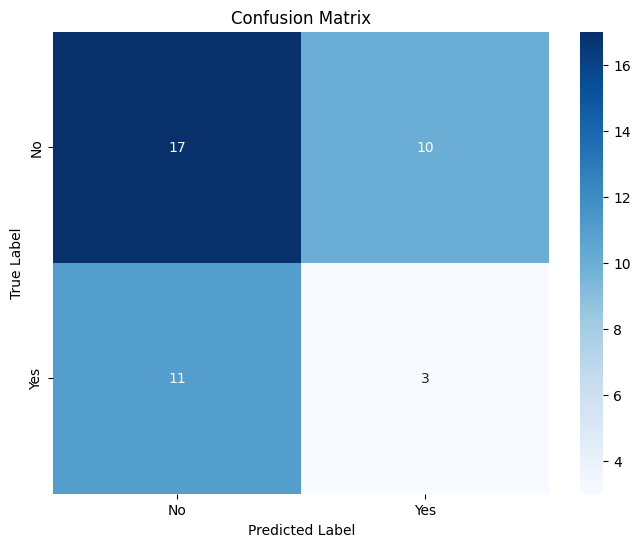 Confusion Matrix
True Label
No
Yes
17
10
11
3
No
Yes
Predicted Label
16
14
12
10
8
6
4